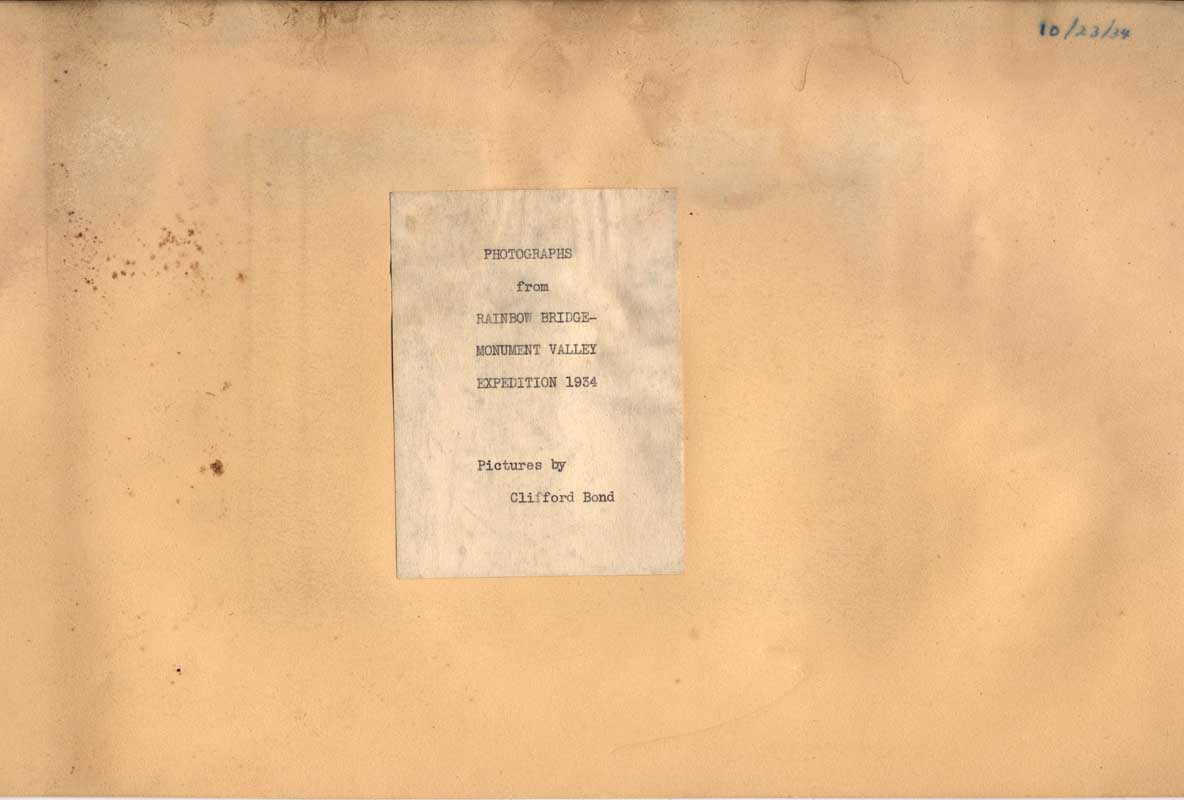 10/23/34
PHOTOGRAPHS
from
RAINBOW BRIDGE-
MONUMENT VALLEY
EXPEDITION 1934
Pictures by
Clifford Bond